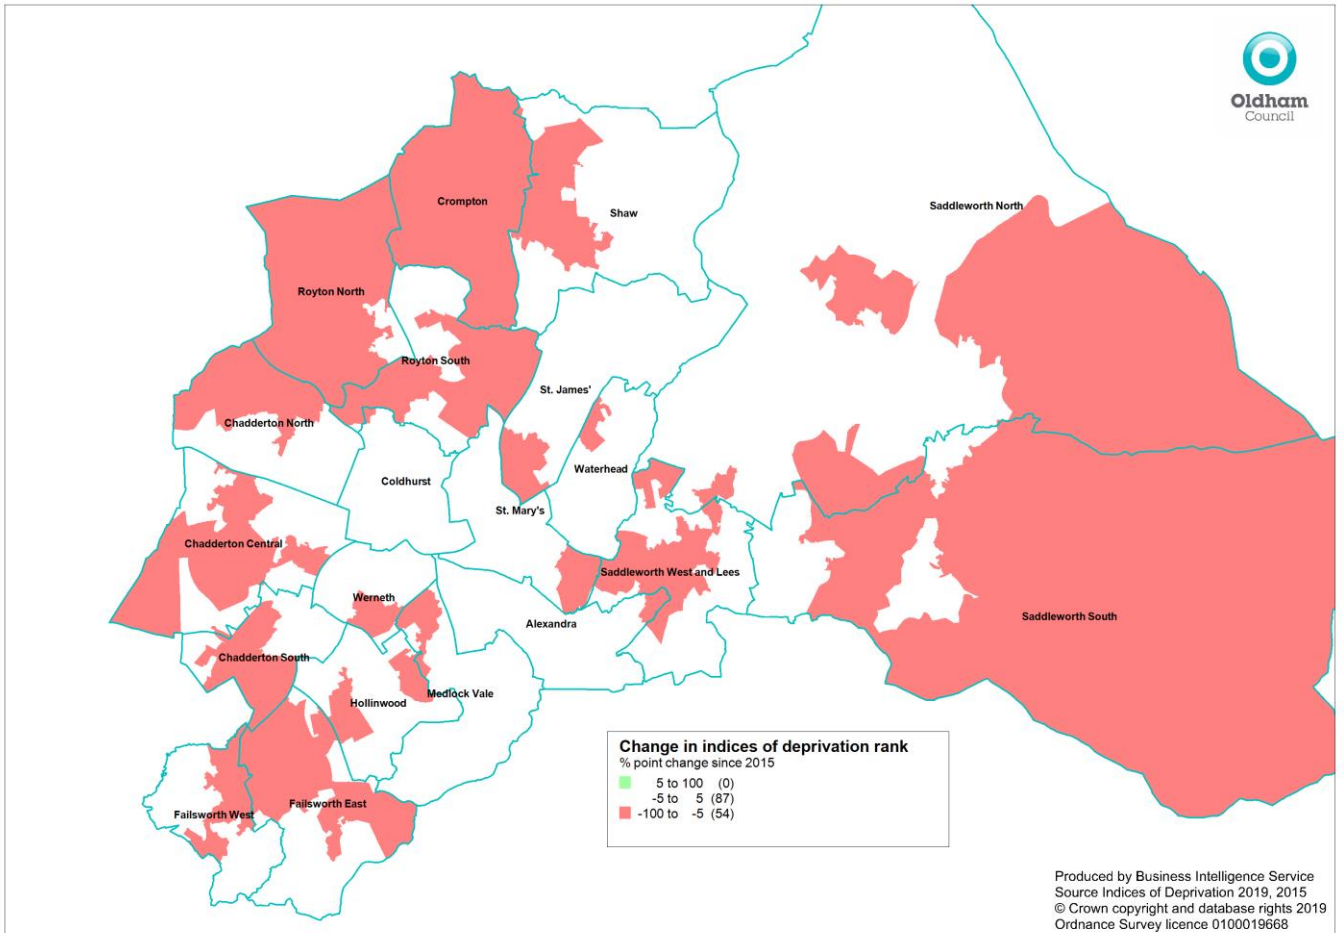 Oldham
Council
Crompton
Saddleworth North
Shaw
Royton North
Royton South
St. James'
Chadderton North
Waterhead
Coldhurst
St. Mary's
Chadderton Central
Saddleworth West and Lees
Werneth
Saddleworth South
Alexandra
Chadderton South
Medlock Vale
Hollinwood
Failsworth East
Failsworth West
Change in indices of deprivation rank
% point change since 2015
5 to 100 (0)
-5 to 5 (87)
-100 to -5 (54)
Produced by Business Intelligence Service
Source Indices of Deprivation 2019, 2015
© Crown copyright and database rights 2019
Ordnance Survey licence 0100019668